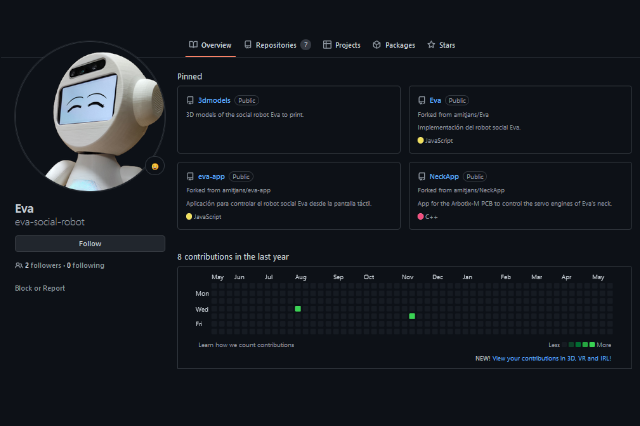 Overview
Repositories 7
Projects
Packages
Stars
Eva
eva-social-robot
Follow
2 followers · 0 following
Block or Report
Pinned
3dmodels Public
3D models of the social robot Eva to print.
Eva Public
Forked from amitjans/Eva
Implementación del robot social Eva.
JavaScript
eva-app Public
Forked from amitjans/eva-app
Aplicación para controlar el robot social Eva desde la pantalla táctil.
JavaScript
NeckApp Public
Forked from amitjans/NeckApp
App for the Arbotix-M PCB to control the servo engines of Eva's neck.
C++
8 contributions in the last year
May Jun Jul Aug Sep Oct Nov Dec Jan Feb Mar Apr May
Mon
Wed
Fri
Learn how we count contributions
Less More
NEW! View your contributions in 3D, VR and IRL!